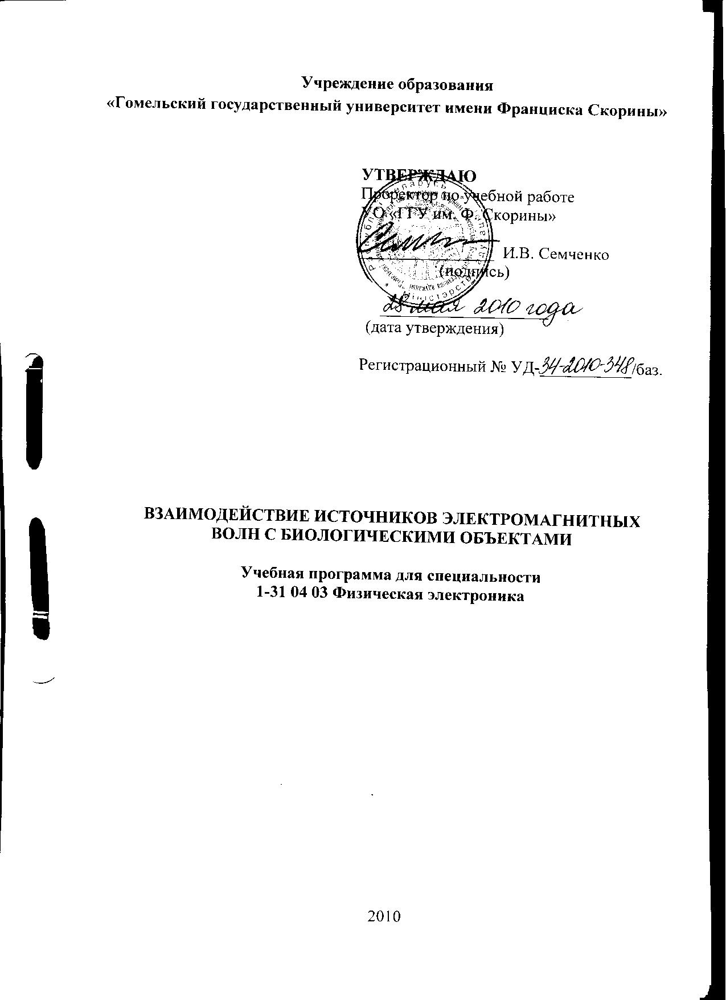 Учреждение образования
«Гомельский государственный университет имени Франциска Скорины»
УТВЕРЖДАЮ
Проректор по учебной работе
УО «ГГУ им. Ф. Скорины»
И.В. Семченко
(подпись)
28 мая 2010 года
(дата утверждения)
Регистрационный № УД-34-2010-348/баз.
ВЗАИМОДЕЙСТВИЕ ИСТОЧНИКОВ ЭЛЕКТРОМАГНИТНЫХ
ВОЛН С БИОЛОГИЧЕСКИМИ ОБЪЕКТАМИ
Учебная программа для специальности
1-31 04 03 Физическая электроника
2010